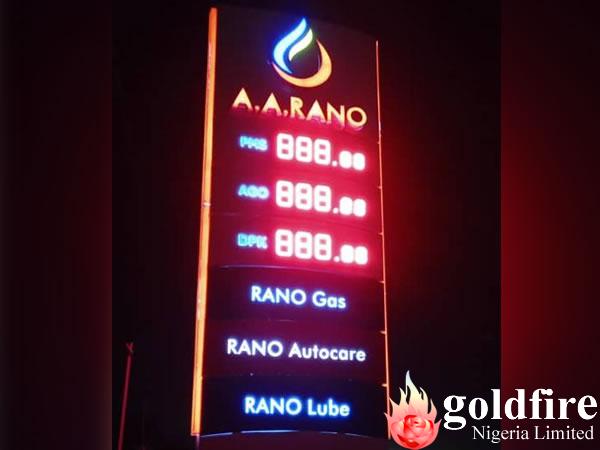 A.A.RANO
PMS 888.88
AGO 888.88
DPK 888.88
RANO Gas
RANO Autocare
RANO Lube
goldfire
Nigeria Limited